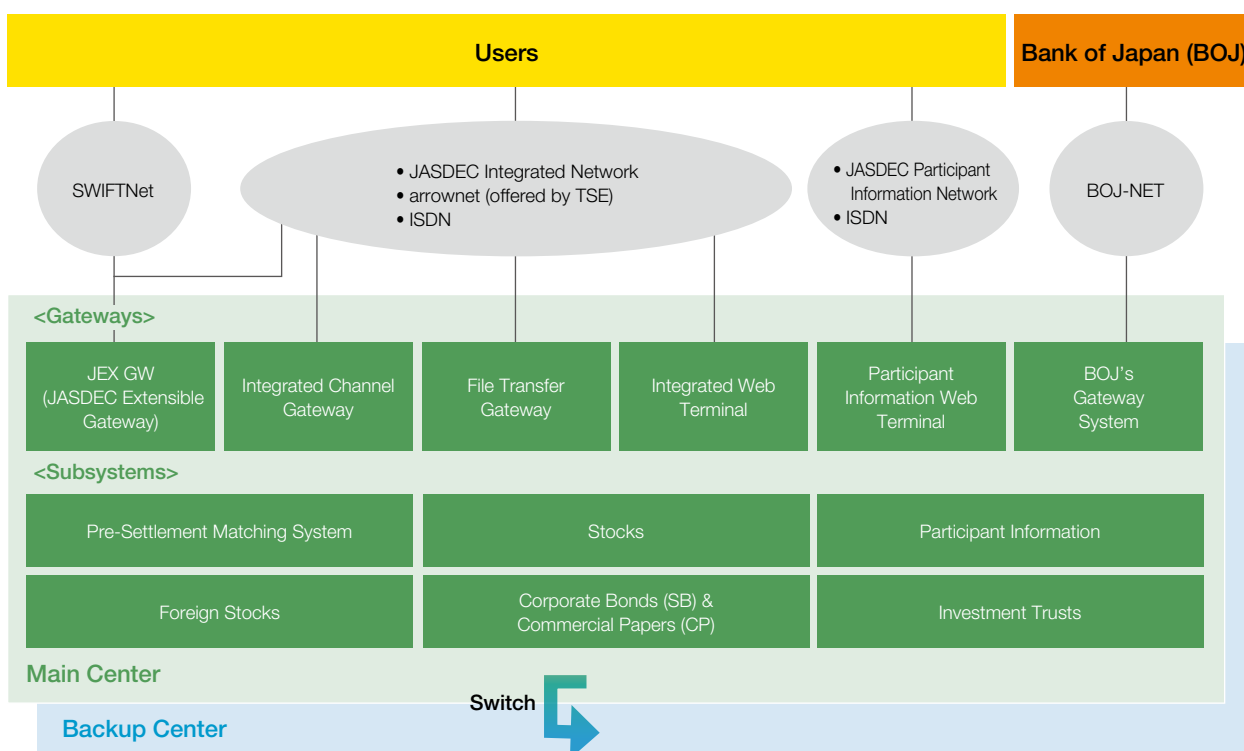 Users
Bank of Japan (BOJ)
SWIFTNet
• JASDEC Integrated Network
• arrownet (offered by TSE)
• ISDN
• JASDEC Participant
Information Network
• ISDN
BOJ-NET
<Gateways>
JEX GW
(JASDEC Extensible
Gateway)
Integrated Channel
Gateway
File Transfer
Gateway
Integrated Web
Terminal
Participant
Information Web
Terminal
BOJ's
Gateway
System
<Subsystems>
Pre-Settlement Matching System
Stocks
Participant Information
Foreign Stocks
Corporate Bonds (SB) &
Commercial Papers (CP)
Investment Trusts
Main Center
Switch
Backup Center